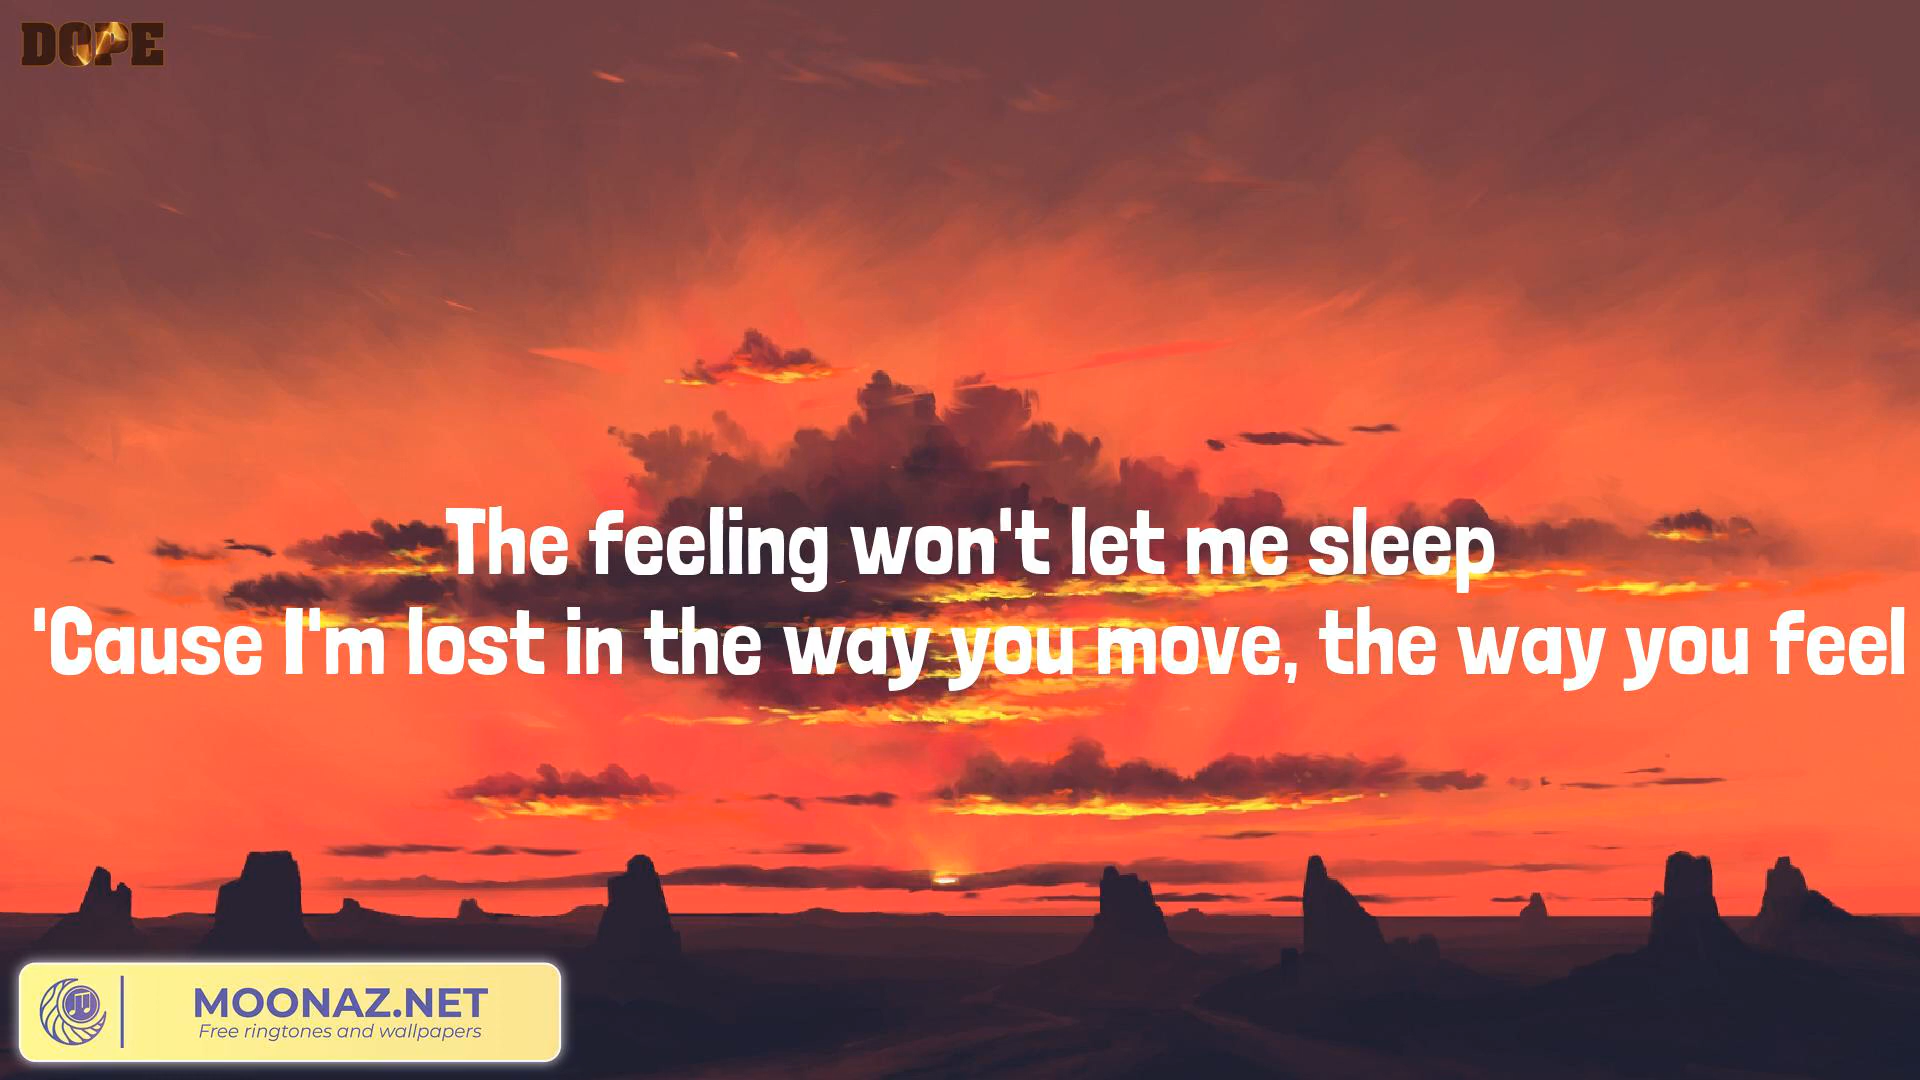 DOPE
The feeling won't let me sleep
'Cause I'm lost in the way you move, the way you feel
MOONAZ.NET
Free ringtones and wallpapers